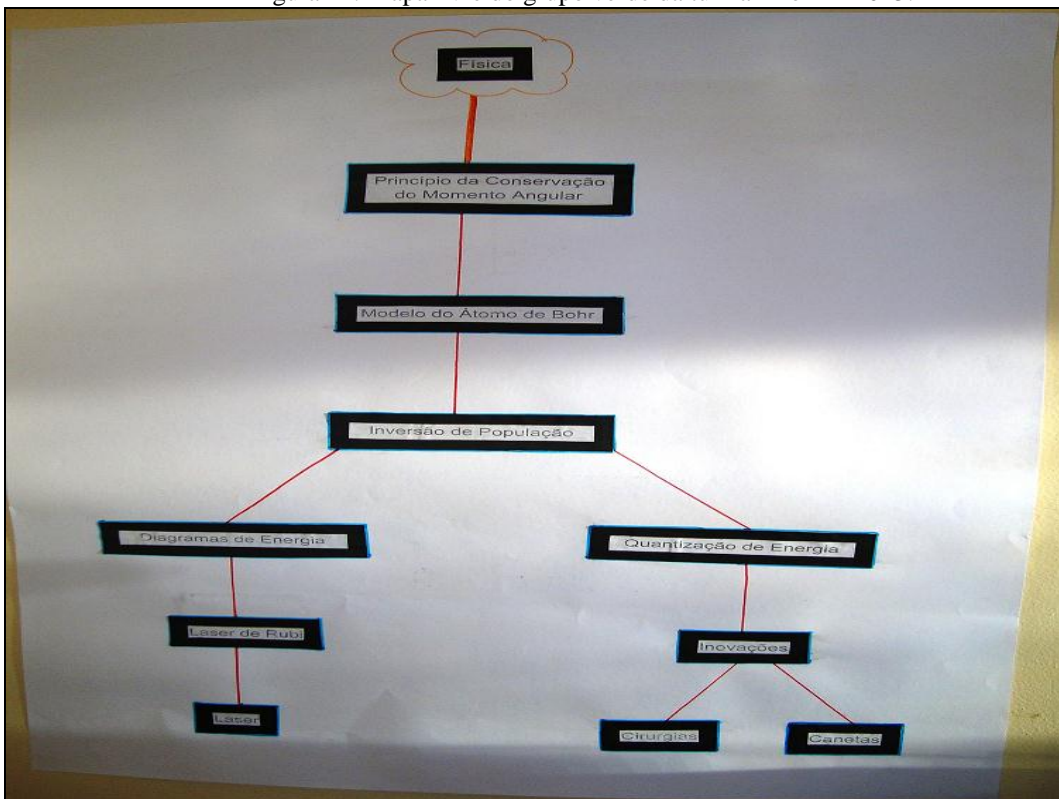 Física
Princípio da Conservação
do Momento Angular
Modelo do Átomo de Bohr
Inversão de População
Diagramas de Energia
Quantização de Energia
Laser de Rubi
Inovações
Laser
Cirurgias
Canetas